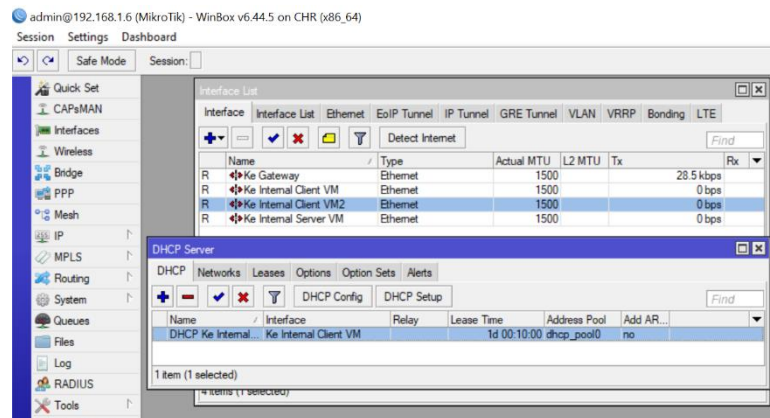 admin@192.168.1.6 (MikroTik) - WinBox v6.44.5 on CHR (x86_64)
Session Settings Dashboard
Safe Mode Session:
Quick Set
CAPsMAN
Interfaces
Wireless
Bridge
PPP
Mesh
IP
MPLS
Routing
System
Queues
Files
Log
RADIUS
Tools
Interface List
Interface Interface List Ethernet EoIP Tunnel IP Tunnel GRE Tunnel VLAN VRRP Bonding LTE
Detect Internet Find
Name Type Actual MTU L2 MTU Tx Rx
R Ke Gateway Ethernet 1500 28.5 kbps
R Ke Internal Client VM Ethernet 1500 0 bps
R Ke Internal Client VM2 Ethernet 1500 0 bps
R Ke Internal Server VM Ethernet 1500 0 bps
DHCP Server
DHCP Networks Leases Options Option Sets Alerts
DHCP Config DHCP Setup Find
Name Interface Relay Lease Time Address Pool Add AR...
DHCP Ke Internal... Ke Internal Client VM 1d 00:10:00 dhcp_pool0 no
1 item (1 selected)
4 items (1 selected)